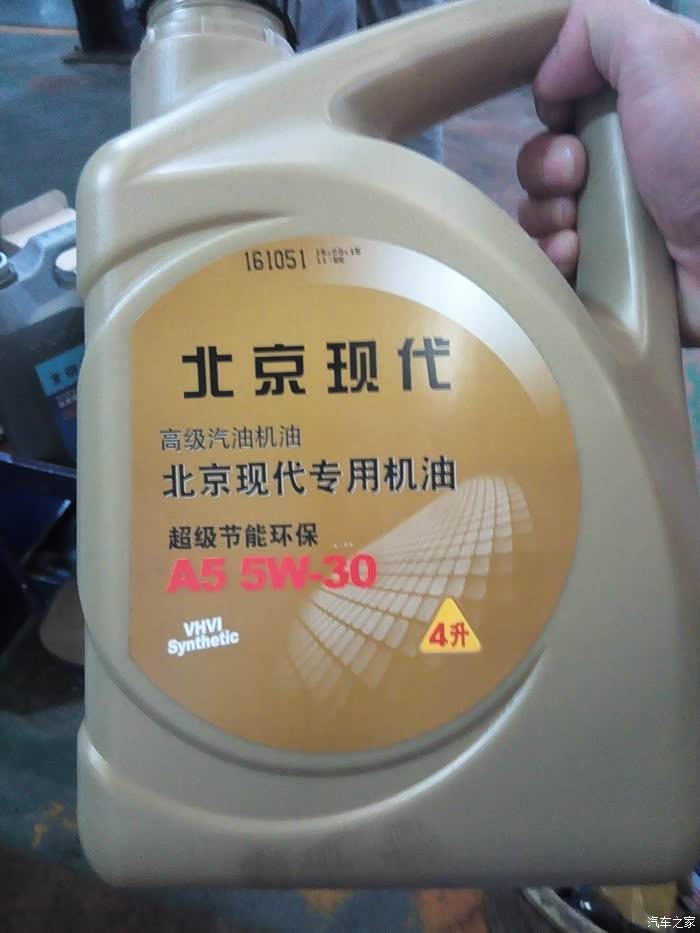 161051
北京现代
高级汽油机油
北京现代专用机油
超级节能环保
A5 5W-30
VHVI
Synthetic
4升
汽车之家